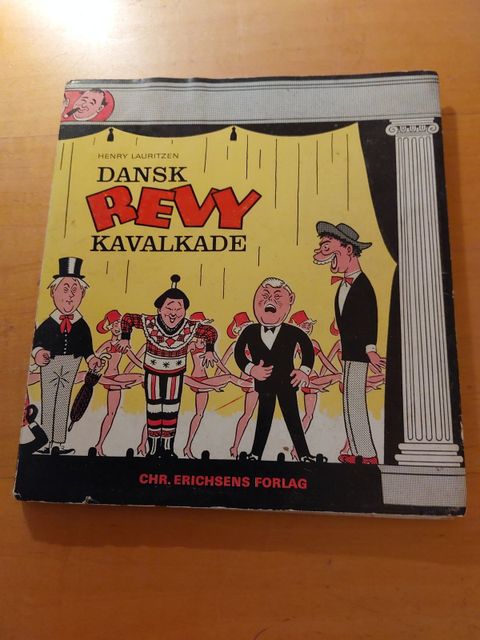 HENRY LAURITZEN
DANSK
REVY
KAVALKADE
CHR. ERICHSENS FORLAG